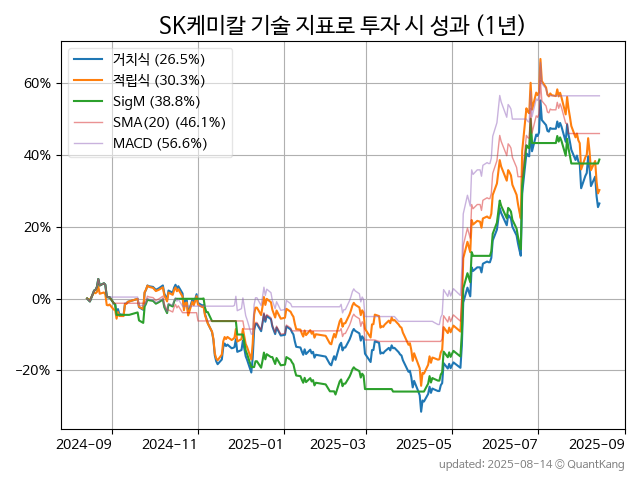 SK케미칼 기술 지표로 투자 시 성과 (1년)
거치식 (26.5%)
적립식 (30.3%)
SigM (38.8%)
SMA(20) (46.1%)
MACD (56.6%)
60%
40%
20%
0%
−20%
2024-09
2024-11
2025-01
2025-03
2025-05
2025-07
2025-09
updated: 2025-08-14 © QuantKang